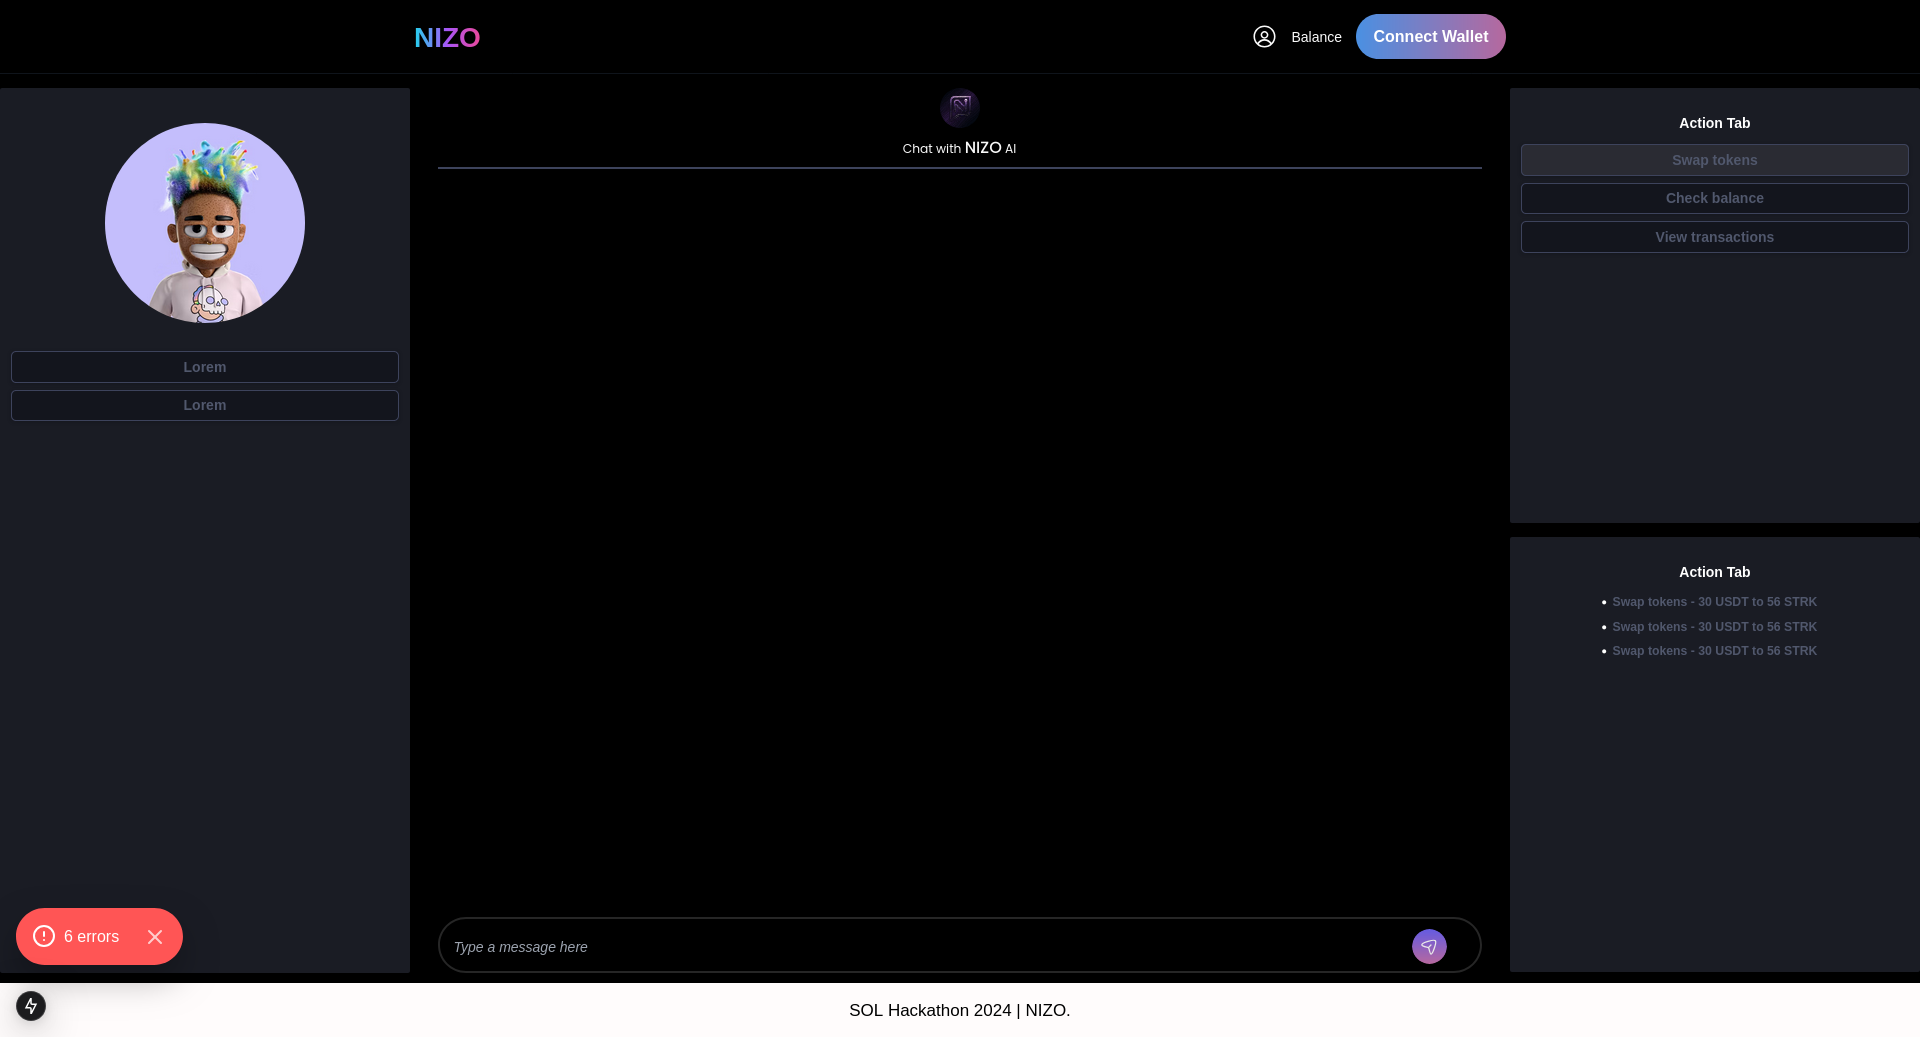 NIZO
Balance
Connect Wallet
Chat with NIZO AI
Lorem
Lorem
Action Tab
Swap tokens
Check balance
View transactions
Action Tab
• Swap tokens - 30 USDT to 56 STRK
• Swap tokens - 30 USDT to 56 STRK
• Swap tokens - 30 USDT to 56 STRK
6 errors
Type a message here
SOL Hackathon 2024 | NIZO.